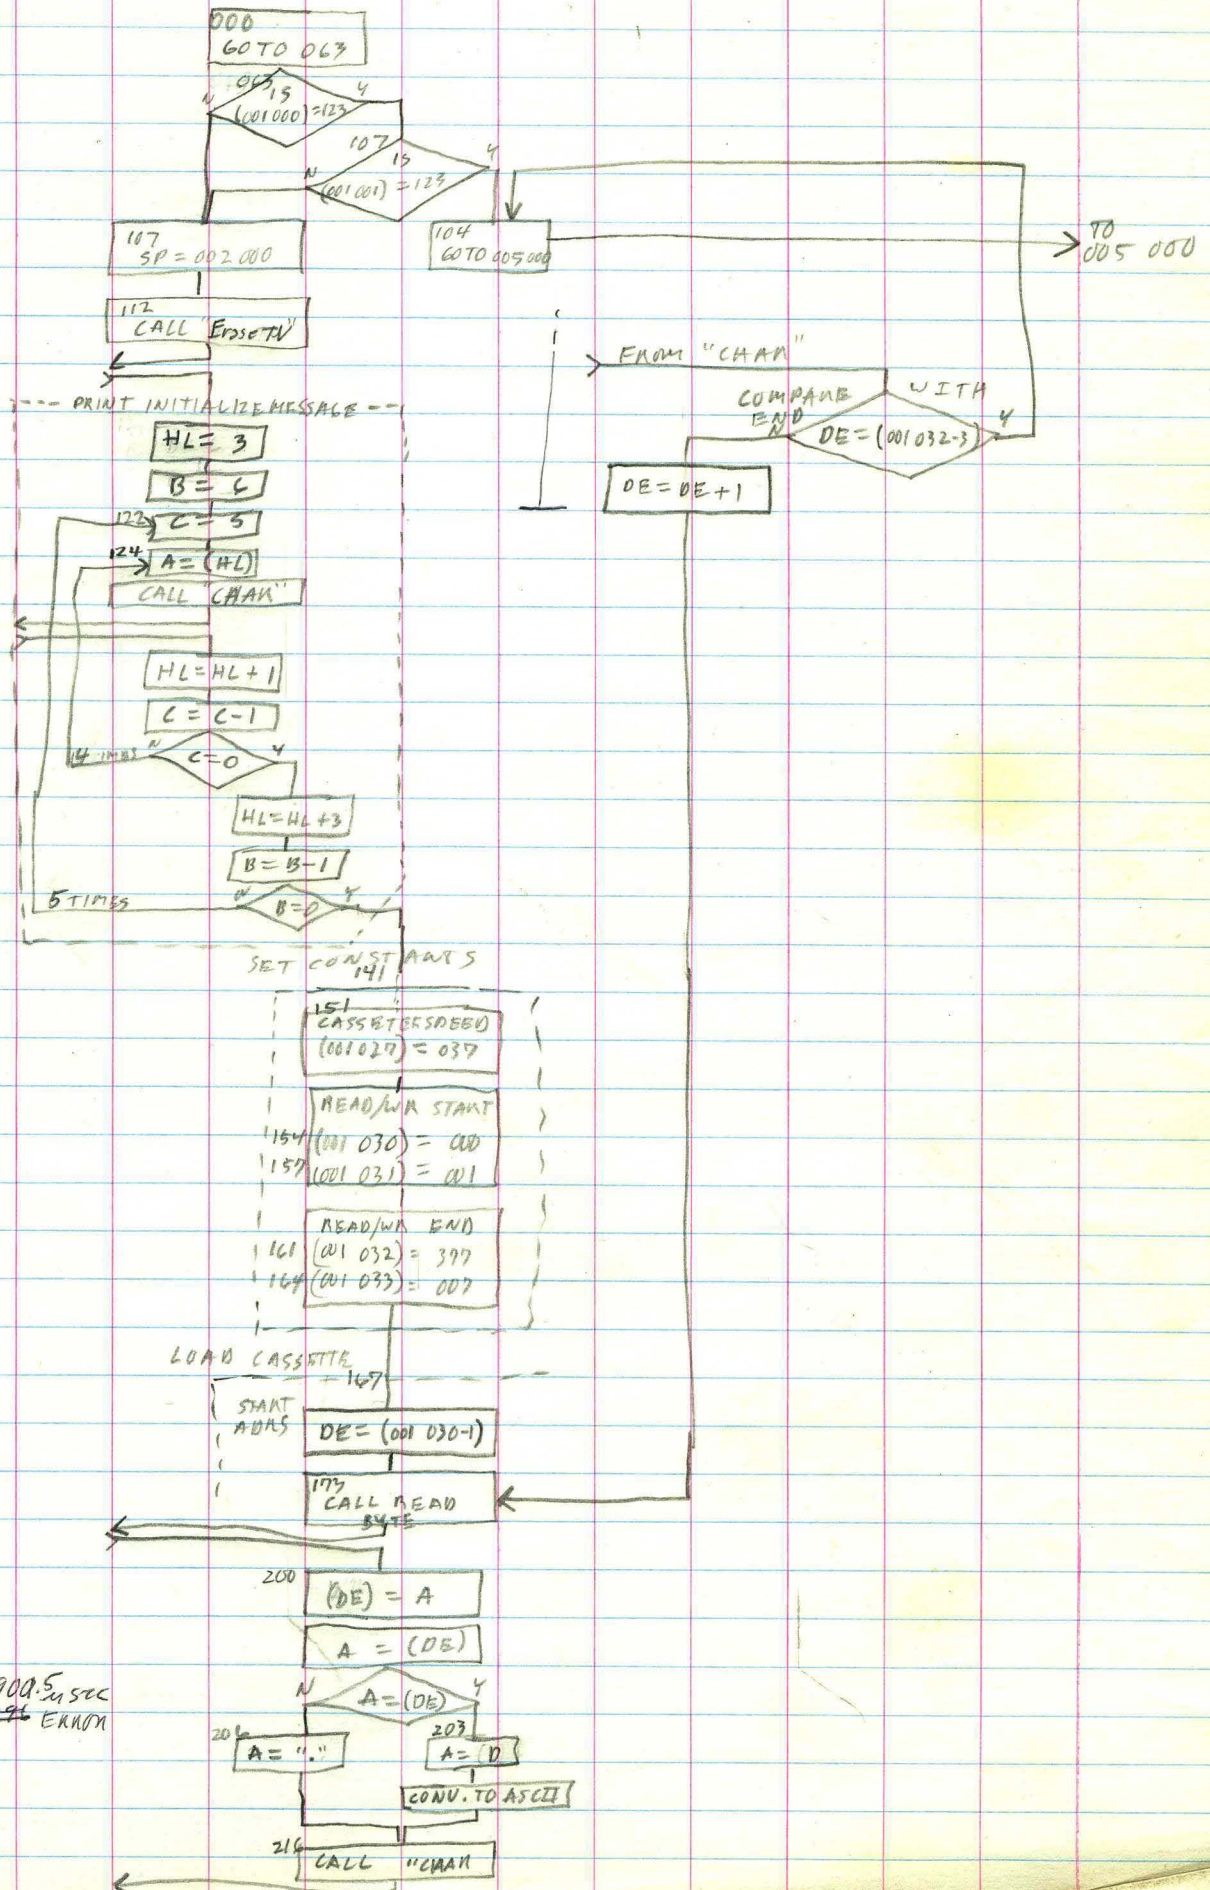 000
GO TO 063
063
IS
(001 000) = 123
N
Y
107
IS
(001 001) = 123
N
Y
107
SP = 002 000
104
GO TO 005 000
TO
005 000
112
CALL "EraseTV"
FROM "CHAR"
COMPARE WITH
END
DE = (001 032-3)
N
Y
DE = DE + 1
PRINT INITIALIZE MESSAGE
HL = 3
B = 6
122
C = 5
124
A = (HL)
CALL "CHAR"
HL = HL + 1
C = C - 1
N
C = 0
Y
HL = HL + 3
B = B - 1
5 TIMES
N
B = 0
Y
SET CONSTANTS
141
151
CASSETE SPEED
(001 027) = 037
READ/WR START
154 (001 030) = 000
157 (001 031) = 001
READ/WR END
161 (001 032) = 377
164 (001 033) = 007
LOAD CASSETTE
167
START
ADRS
DE = (001 030-1)
173
CALL READ
BYTE
200
(DE) = A
A = (DE)
N
A = (DE)
Y
µsec
ERROR
206
A = "."
203
A = D
CONV. TO ASCII
216
CALL "CHAR